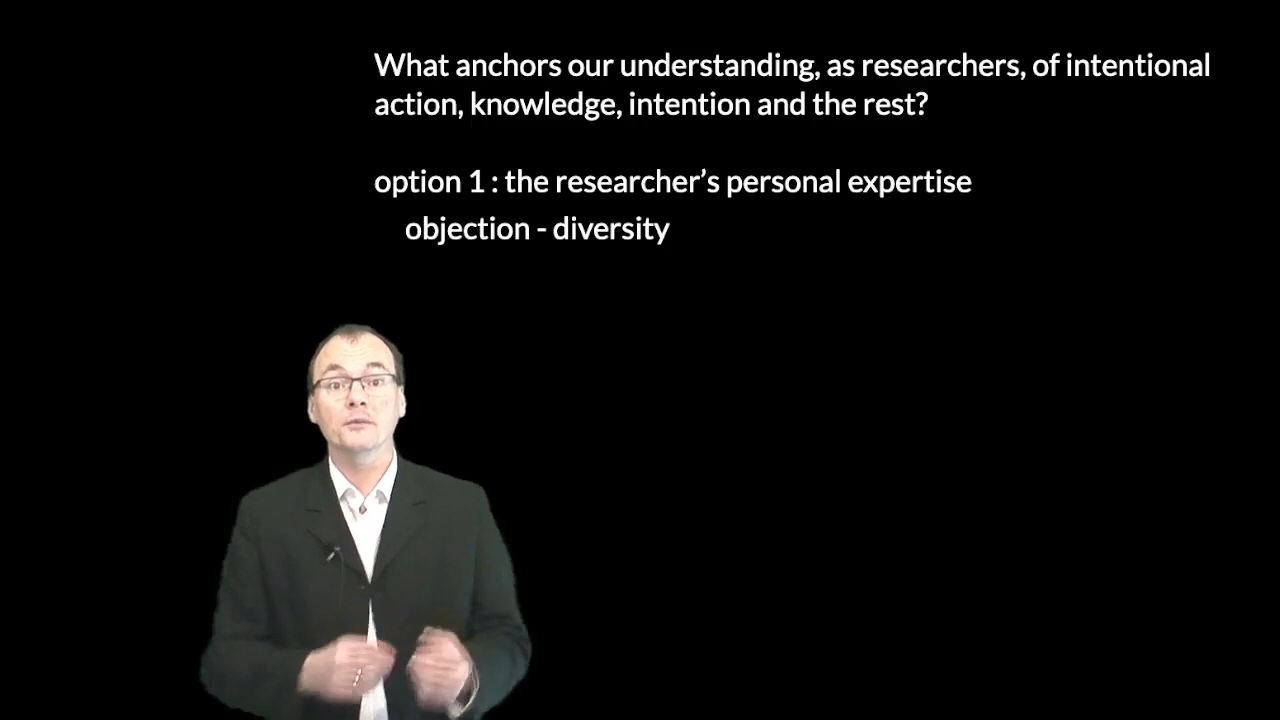 What anchors our understanding, as researchers, of intentional
action, knowledge, intention and the rest?
option 1 : the researcher’s personal expertise
objection - diversity